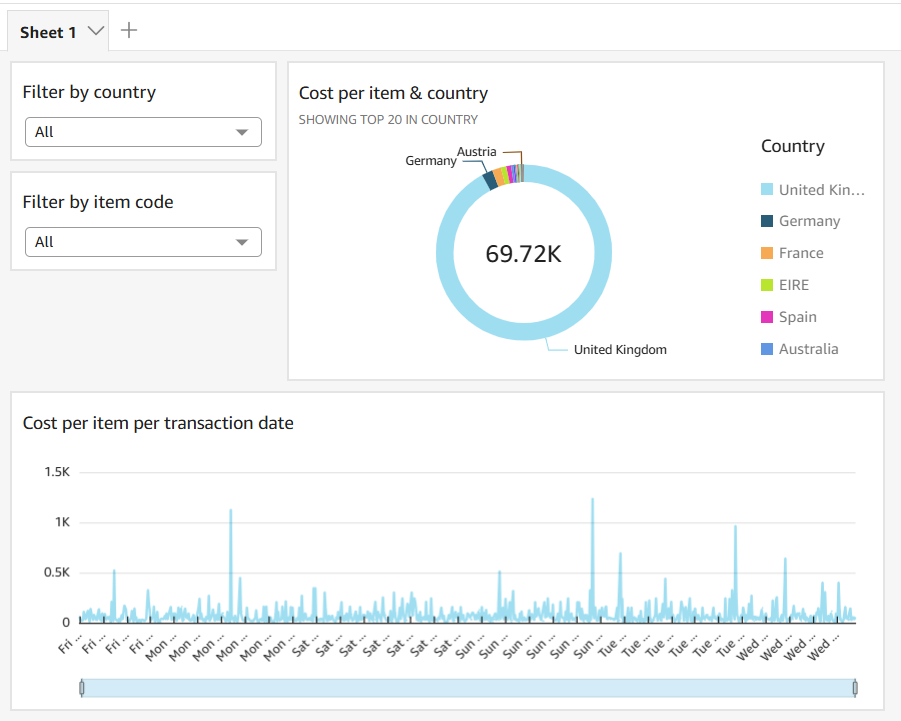 Sheet 1
Filter by country
All
Filter by item code
All
Cost per item & country
SHOWING TOP 20 IN COUNTRY
Austria
Germany
69.72K
United Kingdom
Country
United Kin...
Germany
France
EIRE
Spain
Australia
Cost per item per transaction date
1.5K
1K
0.5K
0
Fri ... Fri ... Fri ... Fri ... Mon ... Mon ... Mon ... Mon ... Mon ... Mon ... Sat ... Sat ... Sat ... Sat ... Sat ... Sat ... Sat ... Sun ... Sun ... Sun ... Sun ... Sun ... Sun ... Tue ... Tue ... Tue ... Tue ... Tue ... Tue ... Wed ... Wed ... Wed ... Wed ...